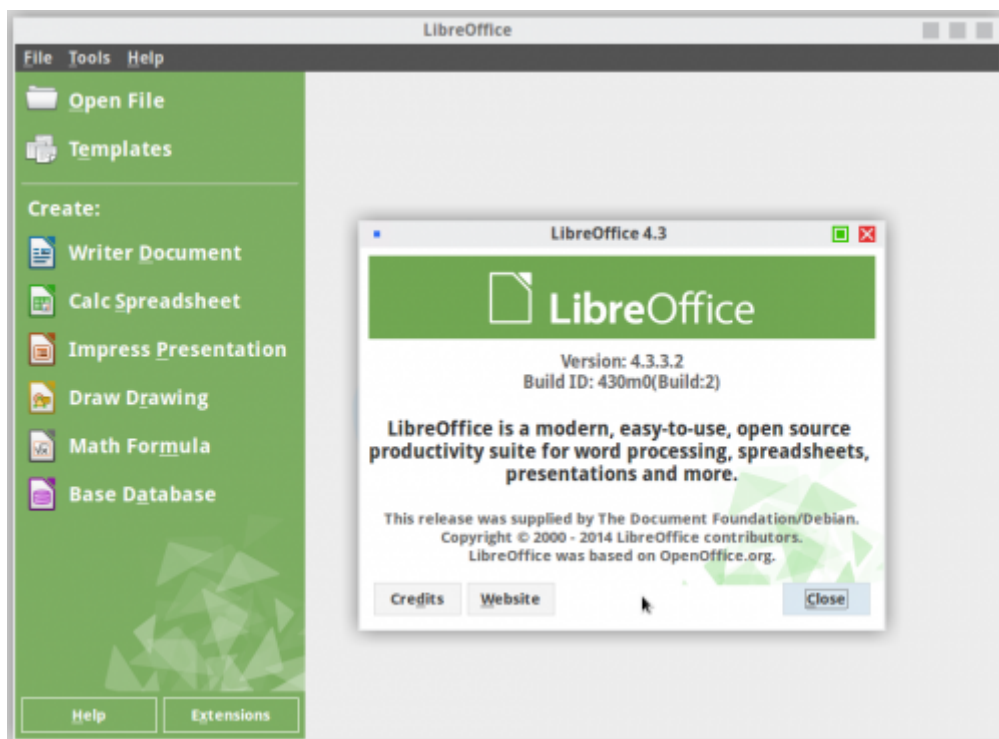 LibreOffice
File Tools Help
Open File
Templates
Create:
Writer Document
Calc Spreadsheet
Impress Presentation
Draw Drawing
Math Formula
Base Database
Help Extensions
LibreOffice 4.3
LibreOffice
Version: 4.3.3.2
Build ID: 430m0(Build:2)
LibreOffice is a modern, easy-to-use, open source
productivity suite for word processing, spreadsheets,
presentations and more.
This release was supplied by The Document Foundation/Debian.
Copyright © 2000 - 2014 LibreOffice contributors.
LibreOffice was based on OpenOffice.org.
Credits Website Close